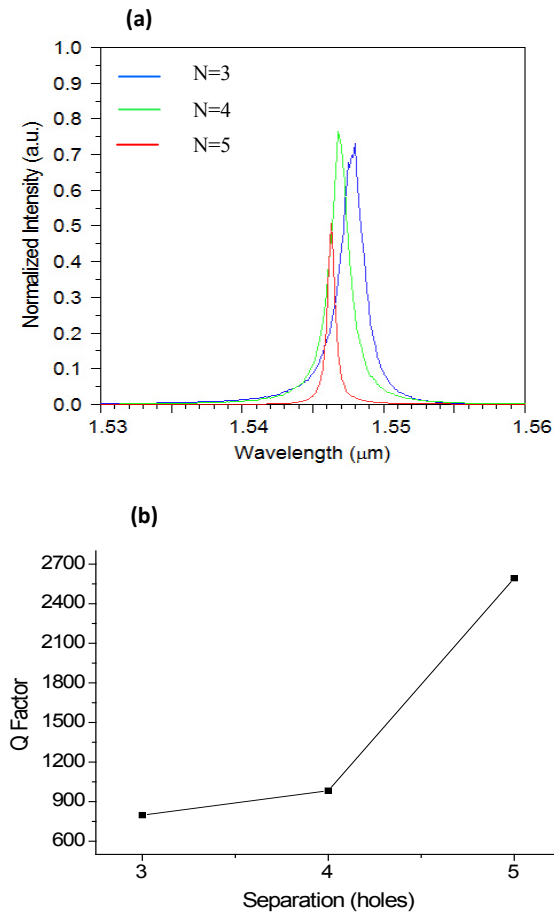 (a)
1.0
0.9
0.8
0.7
0.6
0.5
0.4
0.3
0.2
0.1
0.0
Normalized Intensity (a.u.)
N=3
N=4
N=5
1.53
1.54
1.55
1.56
Wavelength (μm)
(b)
2700
2400
2100
1800
1500
1200
900
600
Q Factor
3
4
5
Separation (holes)